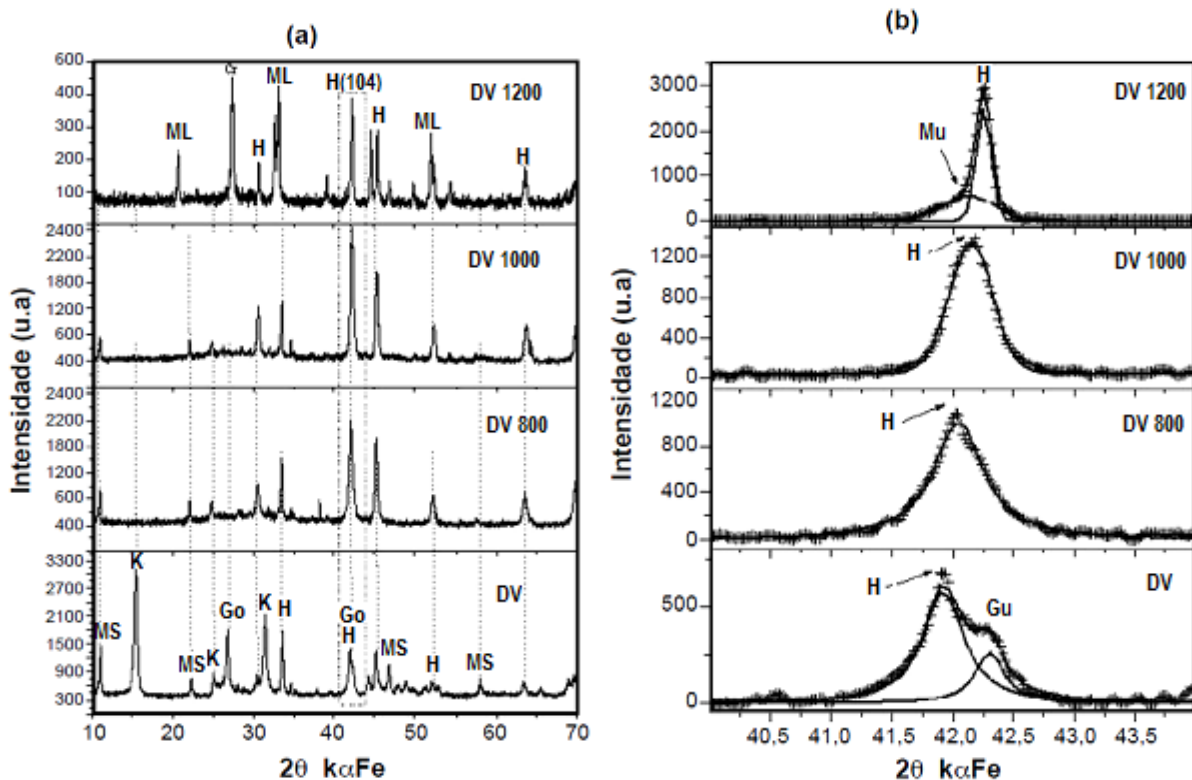 (a)
Intensidade (u.a)
600
400
300
200
100
ML
Cr
H
ML
H(104)
H
ML
H
DV 1200
2400
2200
1800
1200
600
400
DV 1000
2400
2200
1800
1200
600
400
DV 800
3300
2700
2100
1500
900
300
MS
K
MS
K
Go
K
H
Go
H
MS
H
MS
DV
10 20 30 40 50 60 70
2θ kαFe
(b)
Intensidade (u.a)
3000
2000
1000
0
Mu
H
DV 1200
1200
800
400
0
H
DV 1000
1200
800
400
0
H
DV 800
500
0
H
Gu
DV
40,5 41,0 41,5 42,0 42,5 43,0 43,5
2θ kαFe